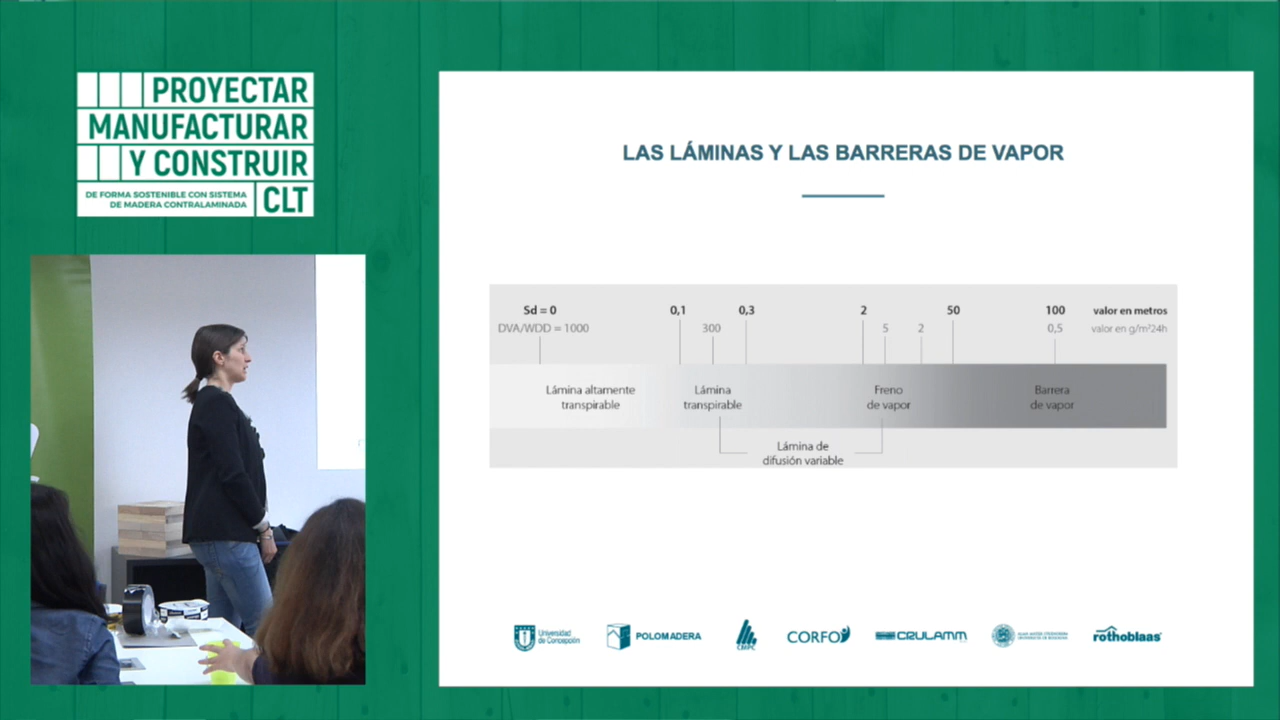 PROYECTAR
MANUFACTURAR
Y CONSTRUIR
DE FORMA SOSTENIBLE CON SISTEMA
DE MADERA CONTRALAMINADA
CLT
LAS LÁMINAS Y LAS BARRERAS DE VAPOR
Sd = 0 0,1 0,3 2 50 100 valor en metros
DVA/WDD = 1000 300 5 2 0,5 valor en g/m²24h
Lámina altamente
transpirable
Lámina
transpirable
Freno
de vapor
Barrera
de vapor
Lámina de
difusión variable
Universidad
de Concepción
POLOMADERA
CMPC
CORFO
CRULAMM
rothoblaas